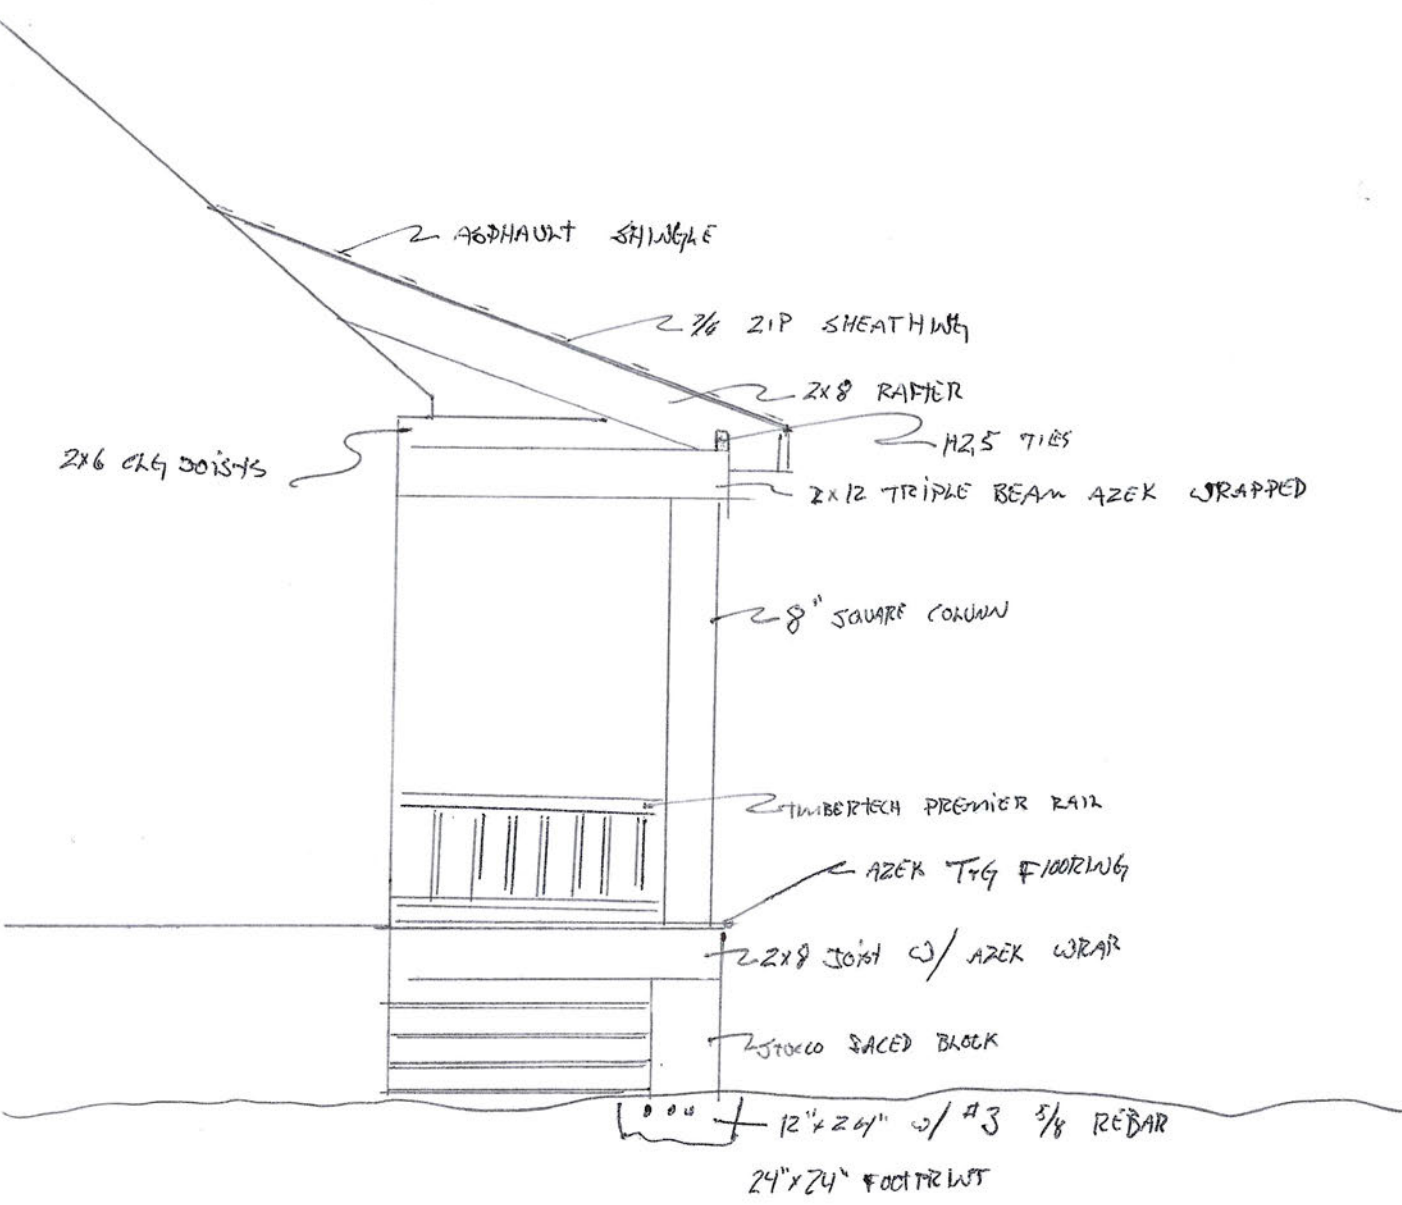 ASPHAULT SHINGLE
7/16 ZIP SHEATHING
2x8 RAFTER
H2.5 TIES
2x6 CLG JOISTS
2x12 TRIPLE BEAM AZEK WRAPPED
8" SQUARE COLUMN
TIMBERTECH PREMIER RAIL
AZEK T+G FLOORING
2x8 JOIST W/ AZEK WRAP
STUCCO FACED BLOCK
12"x24" W/ #3 5/8 REBAR
24"x24" FOOTPRINT